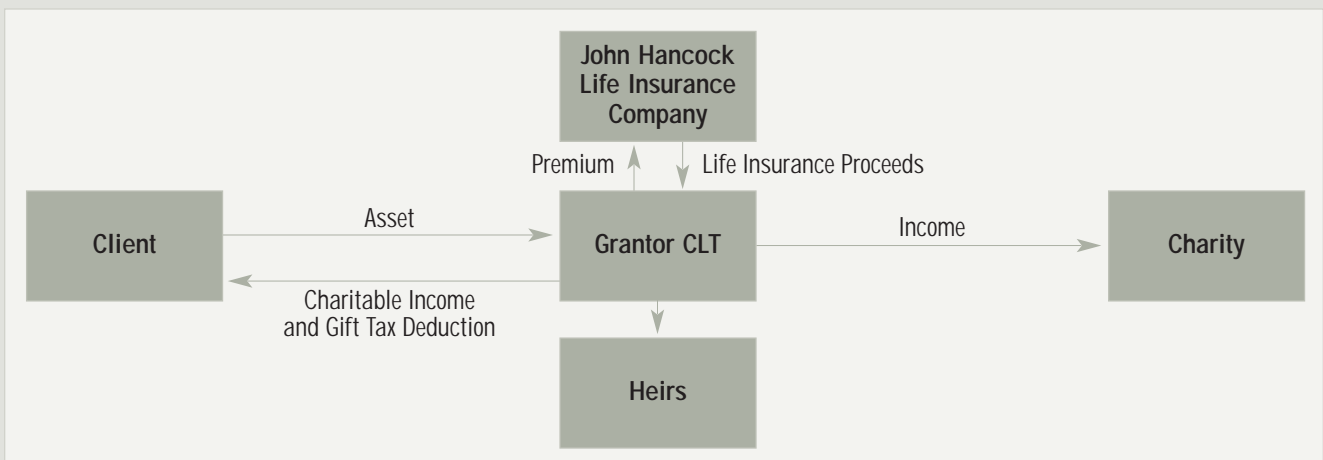 John Hancock
Life Insurance
Company
Premium
Life Insurance Proceeds
Client
Asset
Grantor CLT
Income
Charity
Charitable Income
and Gift Tax Deduction
Heirs